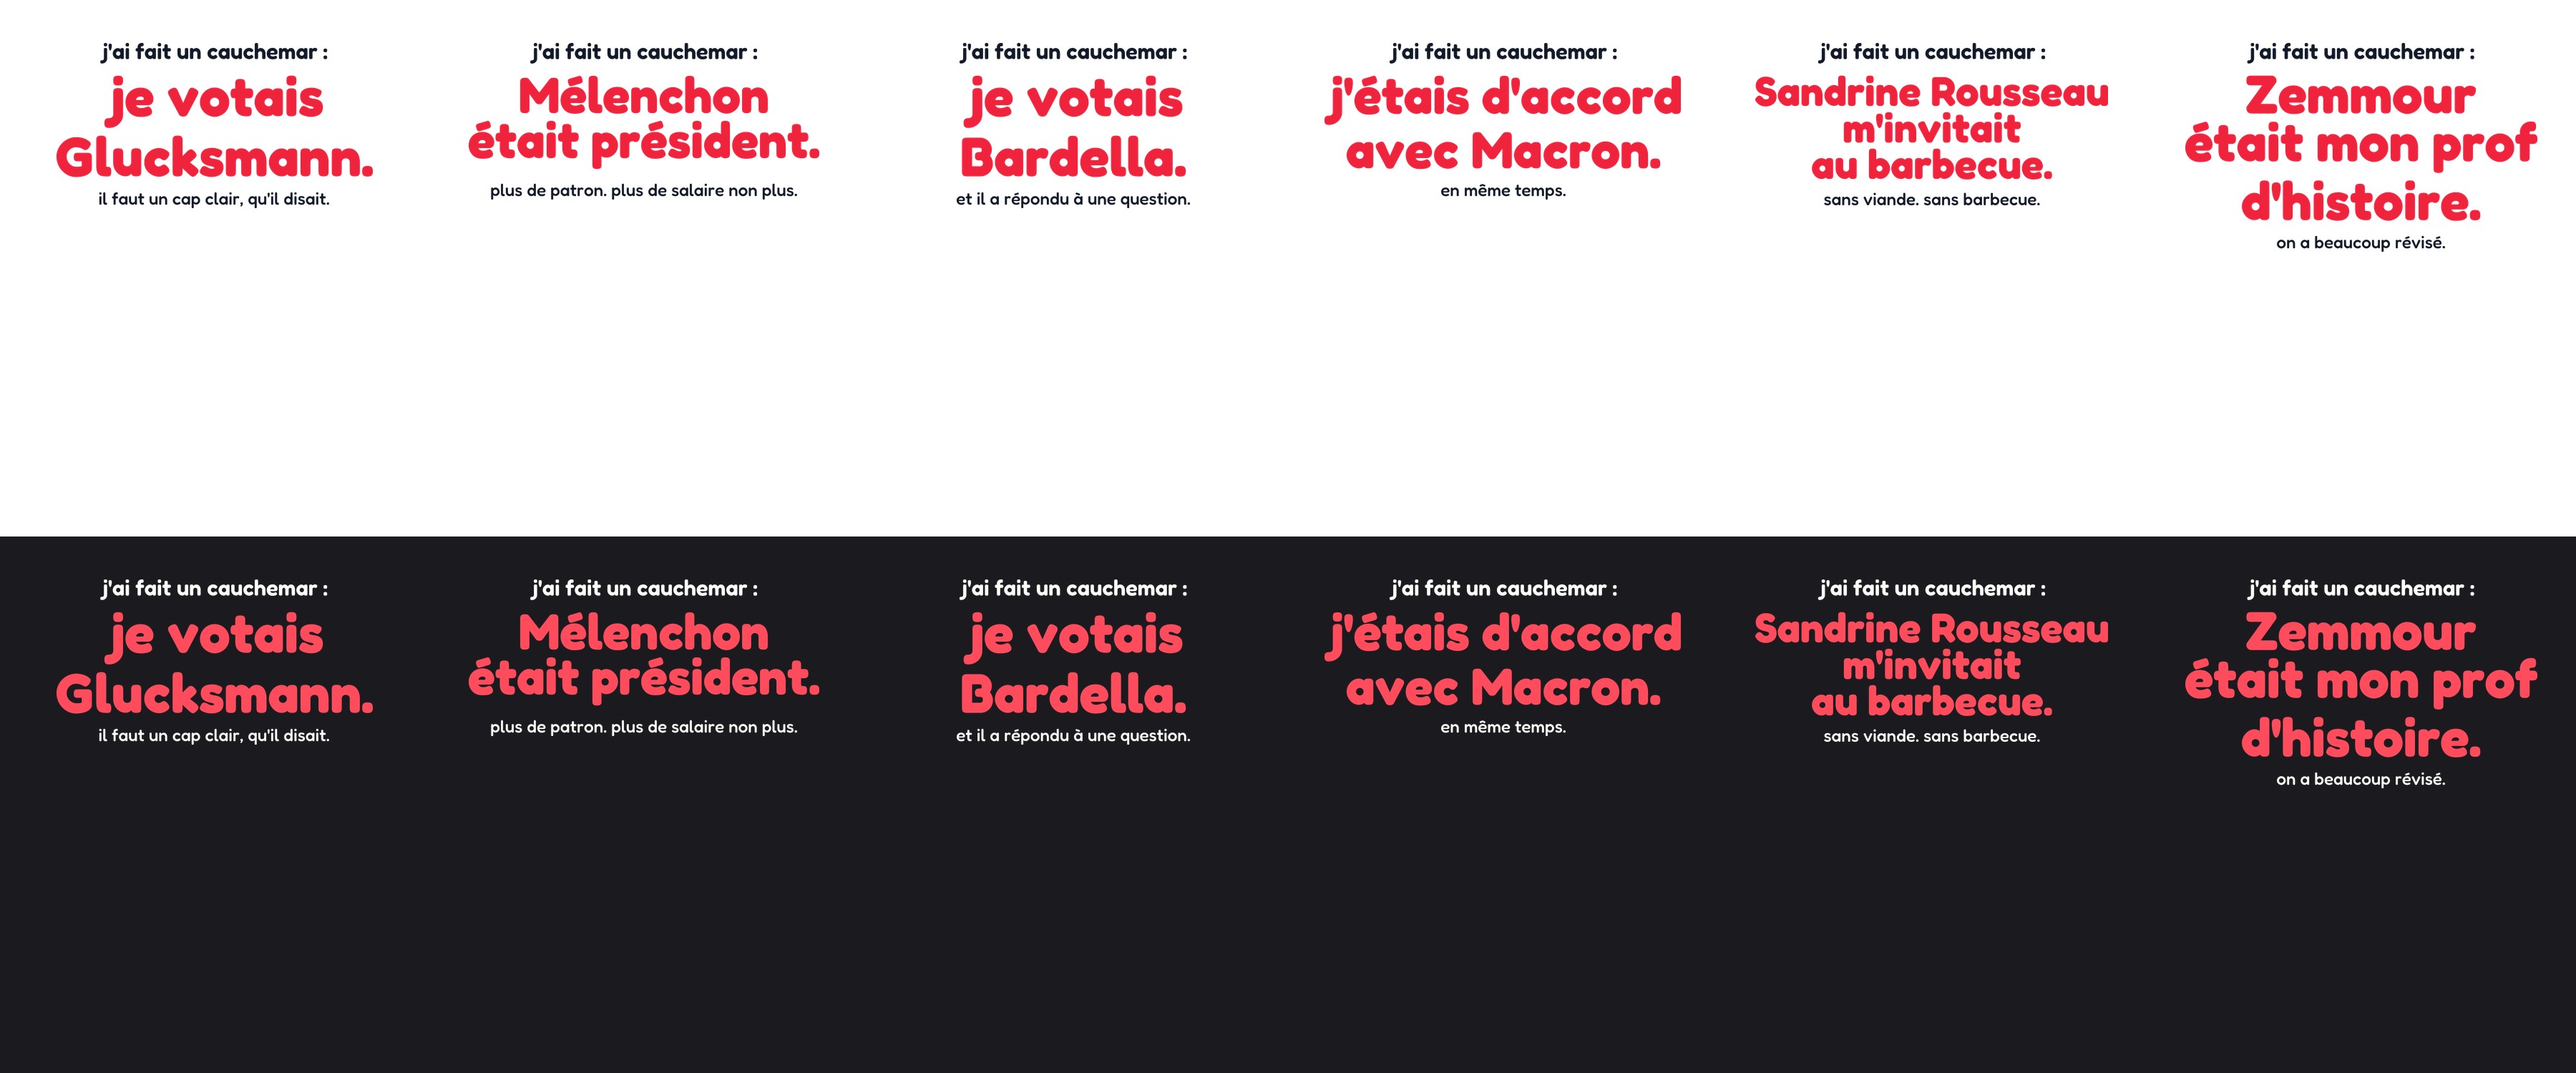 j'ai fait un cauchemar :
je votais
Glucksmann.
il faut un cap clair, qu'il disait.
j'ai fait un cauchemar :
Mélenchon
était président.
plus de patron. plus de salaire non plus.
j'ai fait un cauchemar :
je votais
Bardella.
et il a répondu à une question.
j'ai fait un cauchemar :
j'étais d'accord
avec Macron.
en même temps.
j'ai fait un cauchemar :
Sandrine Rousseau
m'invitait
au barbecue.
sans viande. sans barbecue.
j'ai fait un cauchemar :
Zemmour
était mon prof
d'histoire.
on a beaucoup révisé.
j'ai fait un cauchemar :
je votais
Glucksmann.
il faut un cap clair, qu'il disait.
j'ai fait un cauchemar :
Mélenchon
était président.
plus de patron. plus de salaire non plus.
j'ai fait un cauchemar :
je votais
Bardella.
et il a répondu à une question.
j'ai fait un cauchemar :
j'étais d'accord
avec Macron.
en même temps.
j'ai fait un cauchemar :
Sandrine Rousseau
m'invitait
au barbecue.
sans viande. sans barbecue.
j'ai fait un cauchemar :
Zemmour
était mon prof
d'histoire.
on a beaucoup révisé.